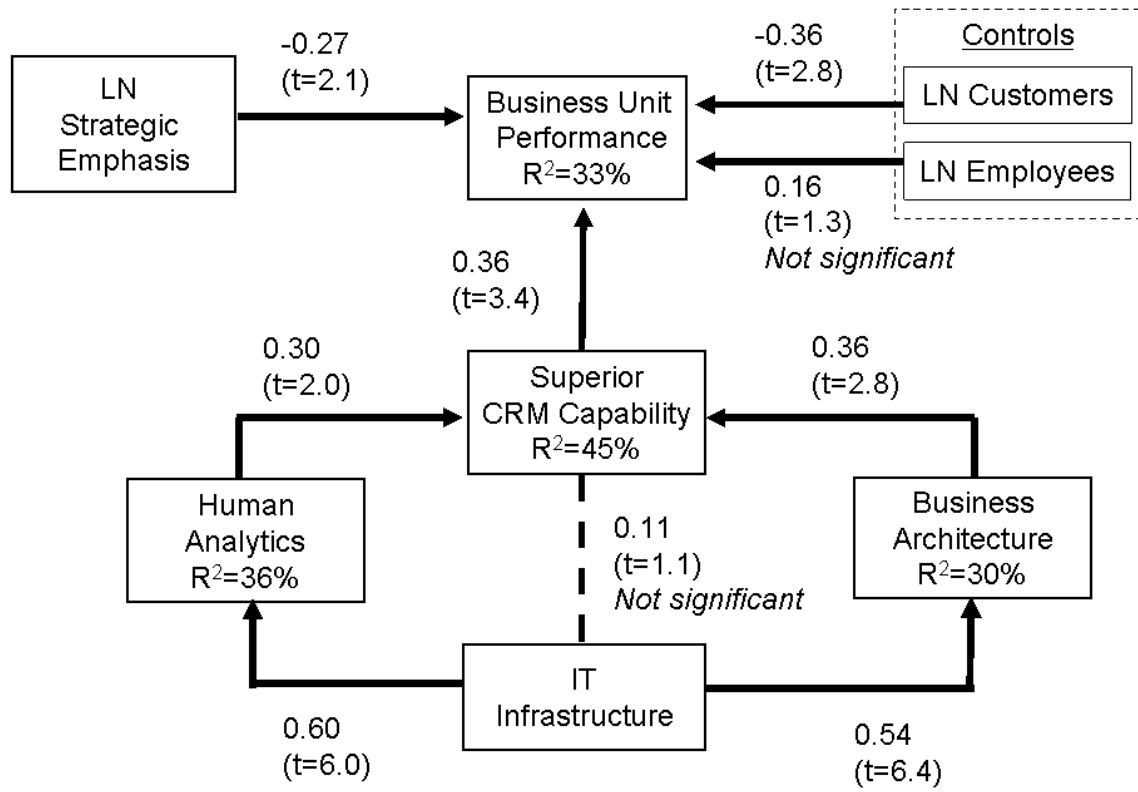 -0.27
(t=2.1)
-0.36
(t=2.8)
Controls
LN
Strategic
Emphasis
Business Unit
Performance
R²=33%
LN Customers
LN Employees
0.16
(t=1.3)
Not significant
0.36
(t=3.4)
0.30
(t=2.0)
Superior
CRM Capability
R²=45%
0.36
(t=2.8)
Human
Analytics
R²=36%
0.11
(t=1.1)
Not significant
Business
Architecture
R²=30%
IT
Infrastructure
0.60
(t=6.0)
0.54
(t=6.4)